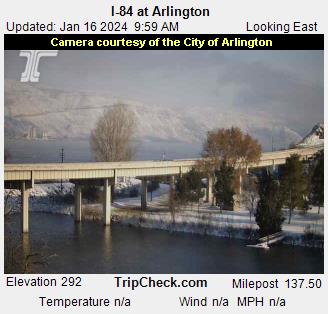 I-84 at Arlington
Updated: Jan 16 2024 9:59 AM Looking East
Camera courtesy of the City of Arlington
Elevation 292 TripCheck.com Milepost 137.50
Temperature n/a Wind n/a MPH n/a